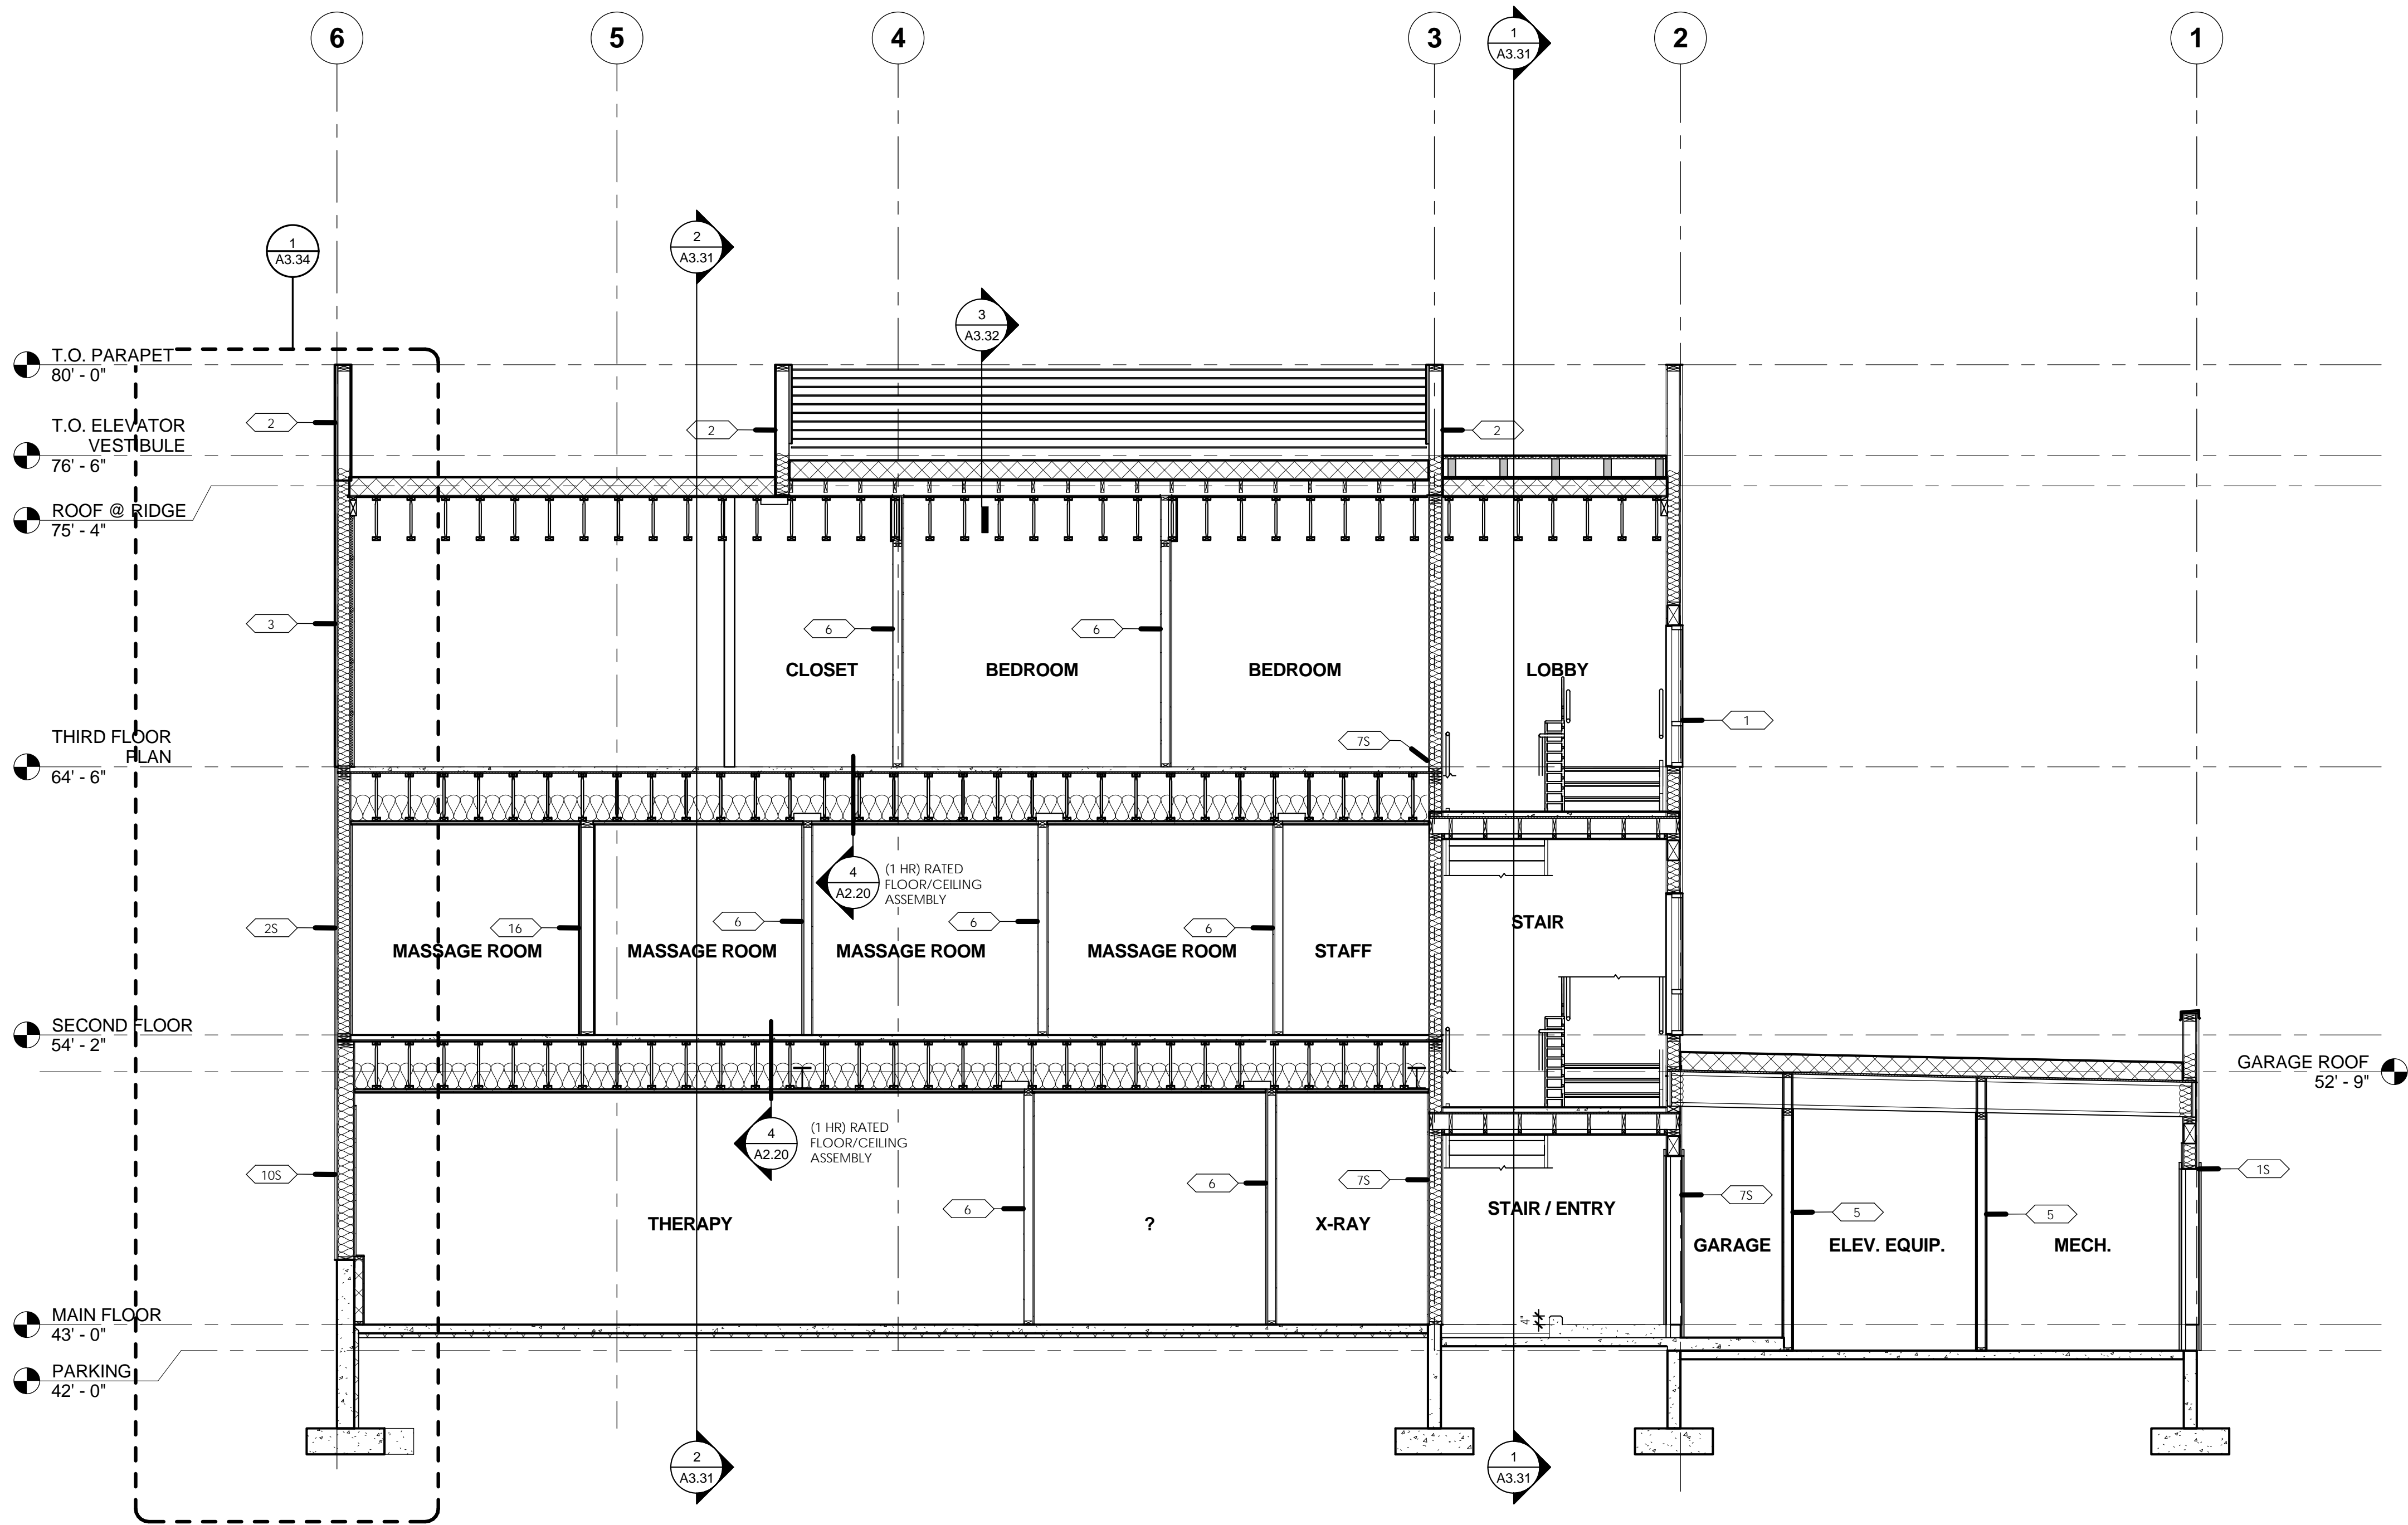 6
5
4
3
1
A3.31
2
1
1
A3.34
2
A3.31
3
A3.32
T.O. PARAPET
80' - 0"
T.O. ELEVATOR
VESTIBULE
76' - 6"
2
2
2
ROOF @ RIDGE
75' - 4"
3
6
6
CLOSET
BEDROOM
BEDROOM
LOBBY
1
7S
THIRD FLOOR
PLAN
64' - 6"
4
A2.20
(1 HR) RATED
FLOOR/CEILING
ASSEMBLY
2S
16
6
6
6
MASSAGE ROOM
MASSAGE ROOM
MASSAGE ROOM
MASSAGE ROOM
STAFF
STAIR
SECOND FLOOR
54' - 2"
GARAGE ROOF
52' - 9"
4
A2.20
(1 HR) RATED
FLOOR/CEILING
ASSEMBLY
10S
6
6
7S
7S
5
5
1S
THERAPY
?
X-RAY
STAIR / ENTRY
GARAGE
ELEV. EQUIP.
MECH.
4"
MAIN FLOOR
43' - 0"
PARKING
42' - 0"
2
A3.31
1
A3.31